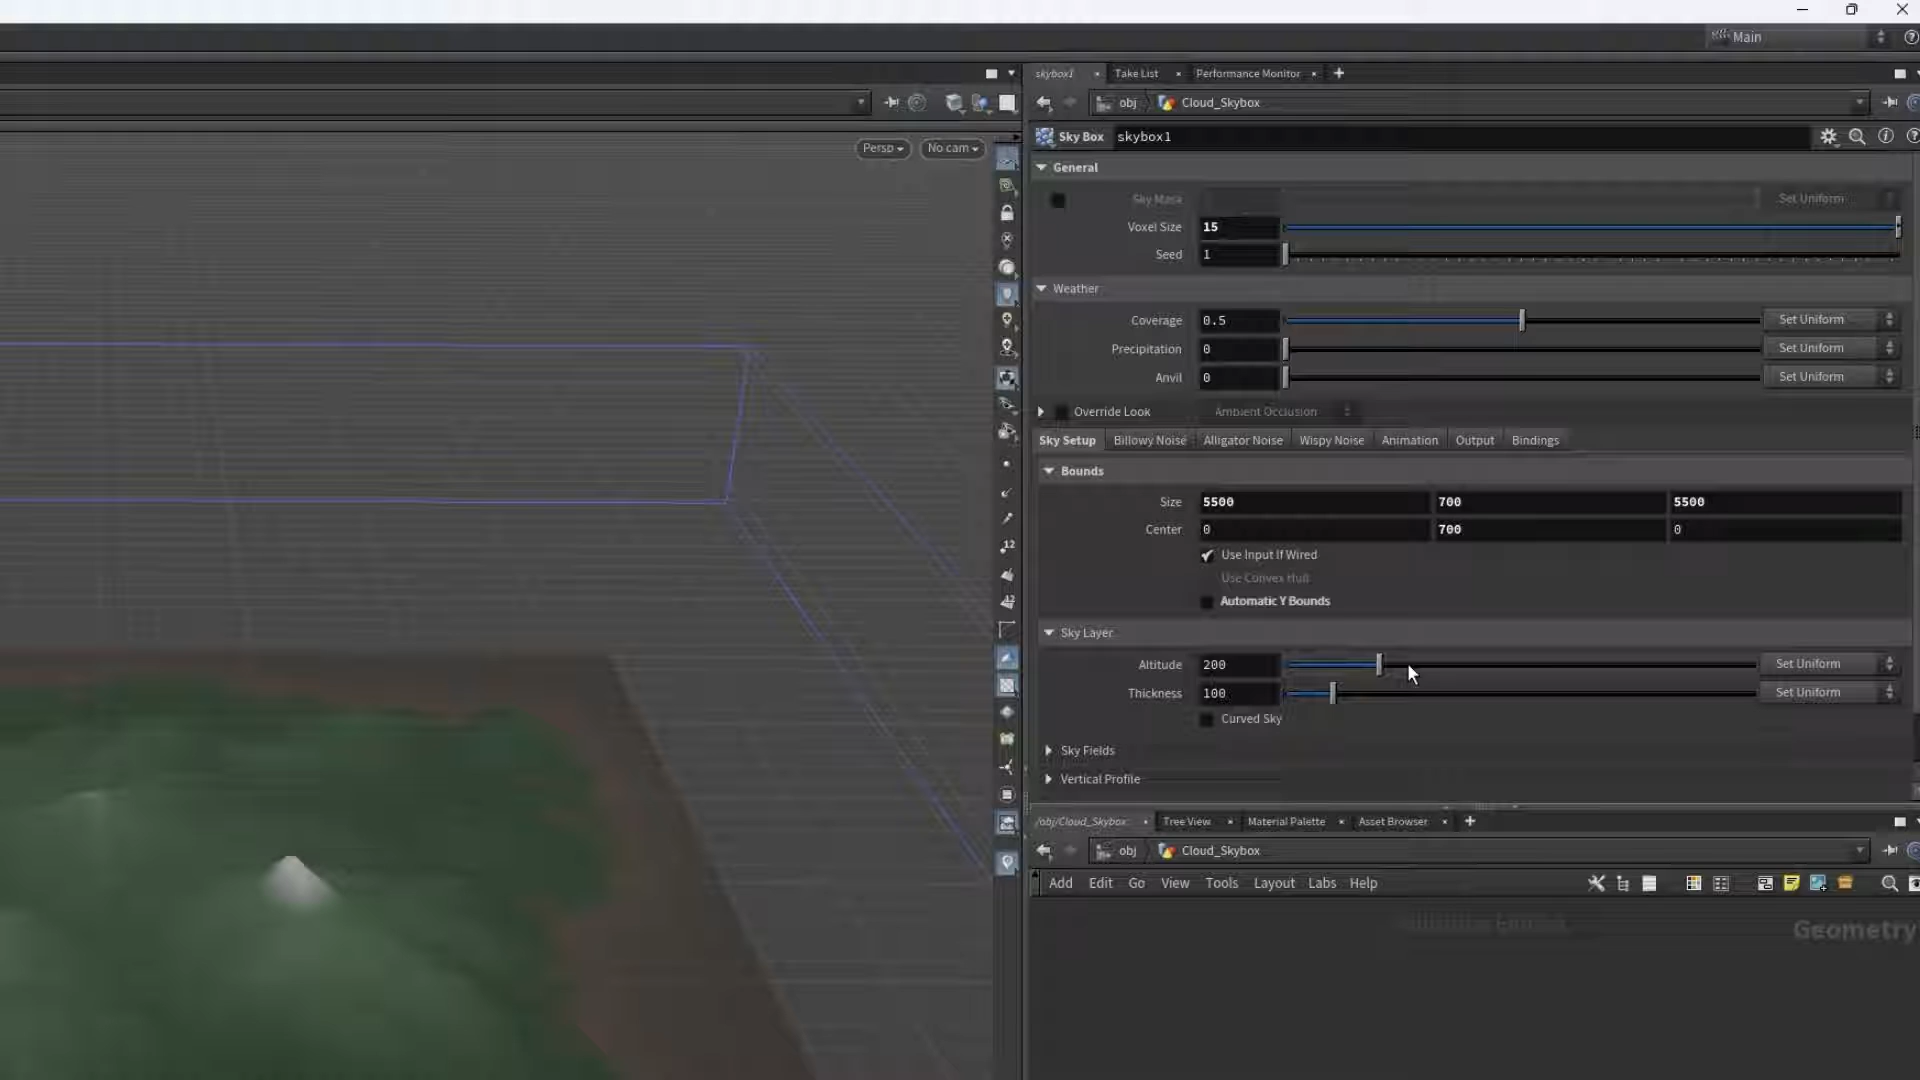 Main
skybox1 Take List Performance Monitor
obj Cloud_Skybox
Persp No cam
Sky Box skybox1
General
Sky Mask Set Uniform
Voxel Size 15
Seed 1
Weather
Coverage 0.5 Set Uniform
Precipitation 0 Set Uniform
Anvil 0 Set Uniform
Override Look Ambient Occlusion
Sky Setup Billowy Noise Alligator Noise Wispy Noise Animation Output Bindings
Bounds
Size 5500 700 5500
Center 0 700 0
Use Input If Wired
Use Convex Hull
Automatic Y Bounds
Sky Layer
Altitude 200 Set Uniform
Thickness 100 Set Uniform
Curved Sky
Sky Fields
Vertical Profile
/obj/Cloud_Skybox Tree View Material Palette Asset Browser
obj Cloud_Skybox
Add Edit Go View Tools Layout Labs Help
Geometry